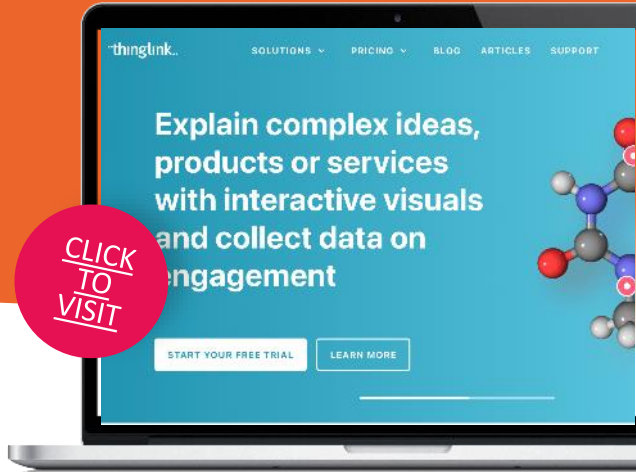 thinglink..
SOLUTIONS
PRICING
BLOG
ARTICLES
SUPPORT
Explain complex ideas,
products or services
with interactive visuals
and collect data on
engagement
CLICK
TO
VISIT
START YOUR FREE TRIAL
LEARN MORE